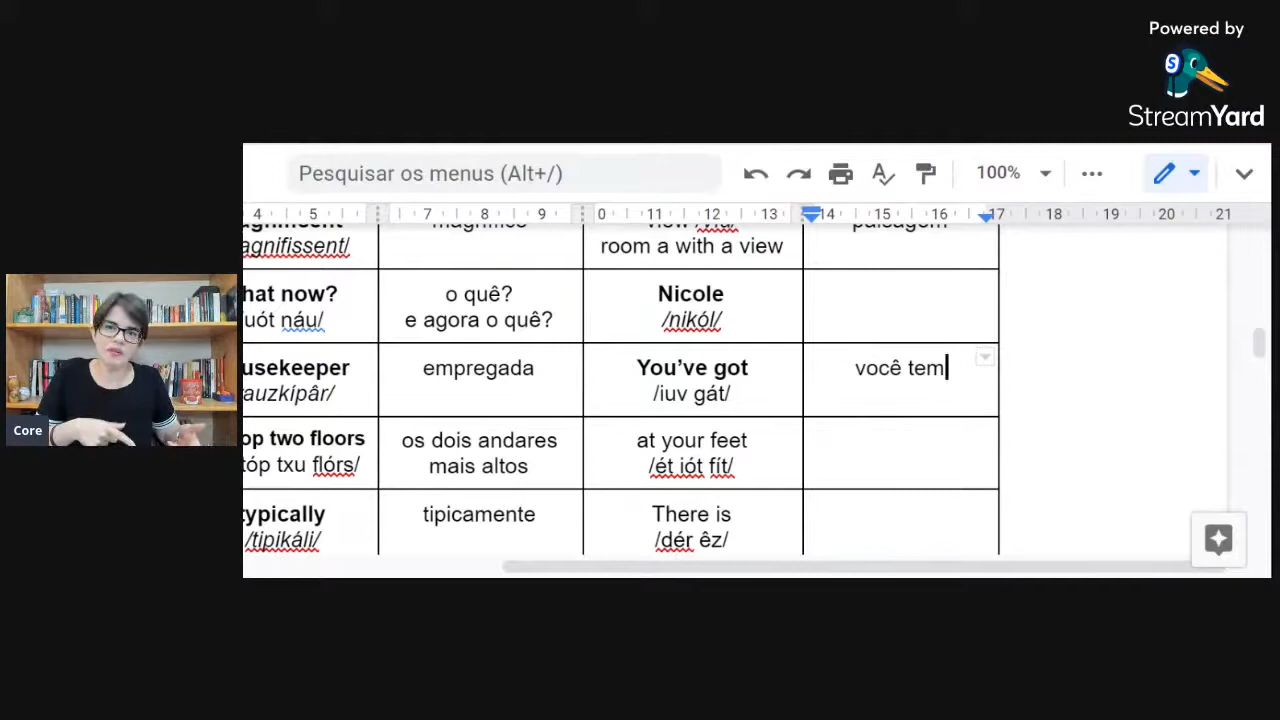 Powered by
StreamYard
Pesquisar os menus (Alt+/)
100%
4 5 7 8 9 0 11 12 13 14 15 16 17 18 19 20 21
agnifissent/
room a with a view
hat now?
o quê?
Nicole
uót náu/
e agora o quê?
/nikól/
usekeeper
empregada
You've got
você tem
auzkípâr/
/iuv gát/
Core
op two floors
os dois andares
at your feet
tóp txu flórs/
mais altos
/ét iót fít/
typically
tipicamente
There is
/tipikáli/
/dér êz/